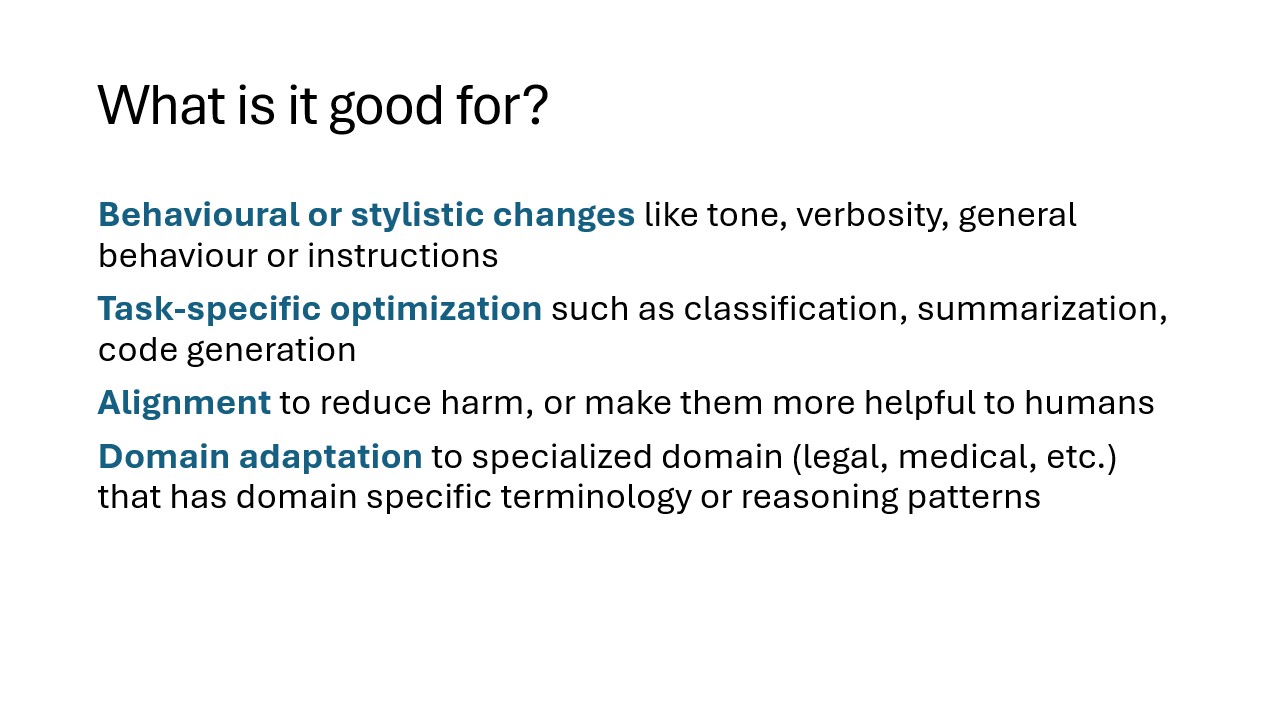 What is it good for?
Behavioural or stylistic changes like tone, verbosity, general
behaviour or instructions
Task-specific optimization such as classification, summarization,
code generation
Alignment to reduce harm, or make them more helpful to humans
Domain adaptation to specialized domain (legal, medical, etc.)
that has domain specific terminology or reasoning patterns